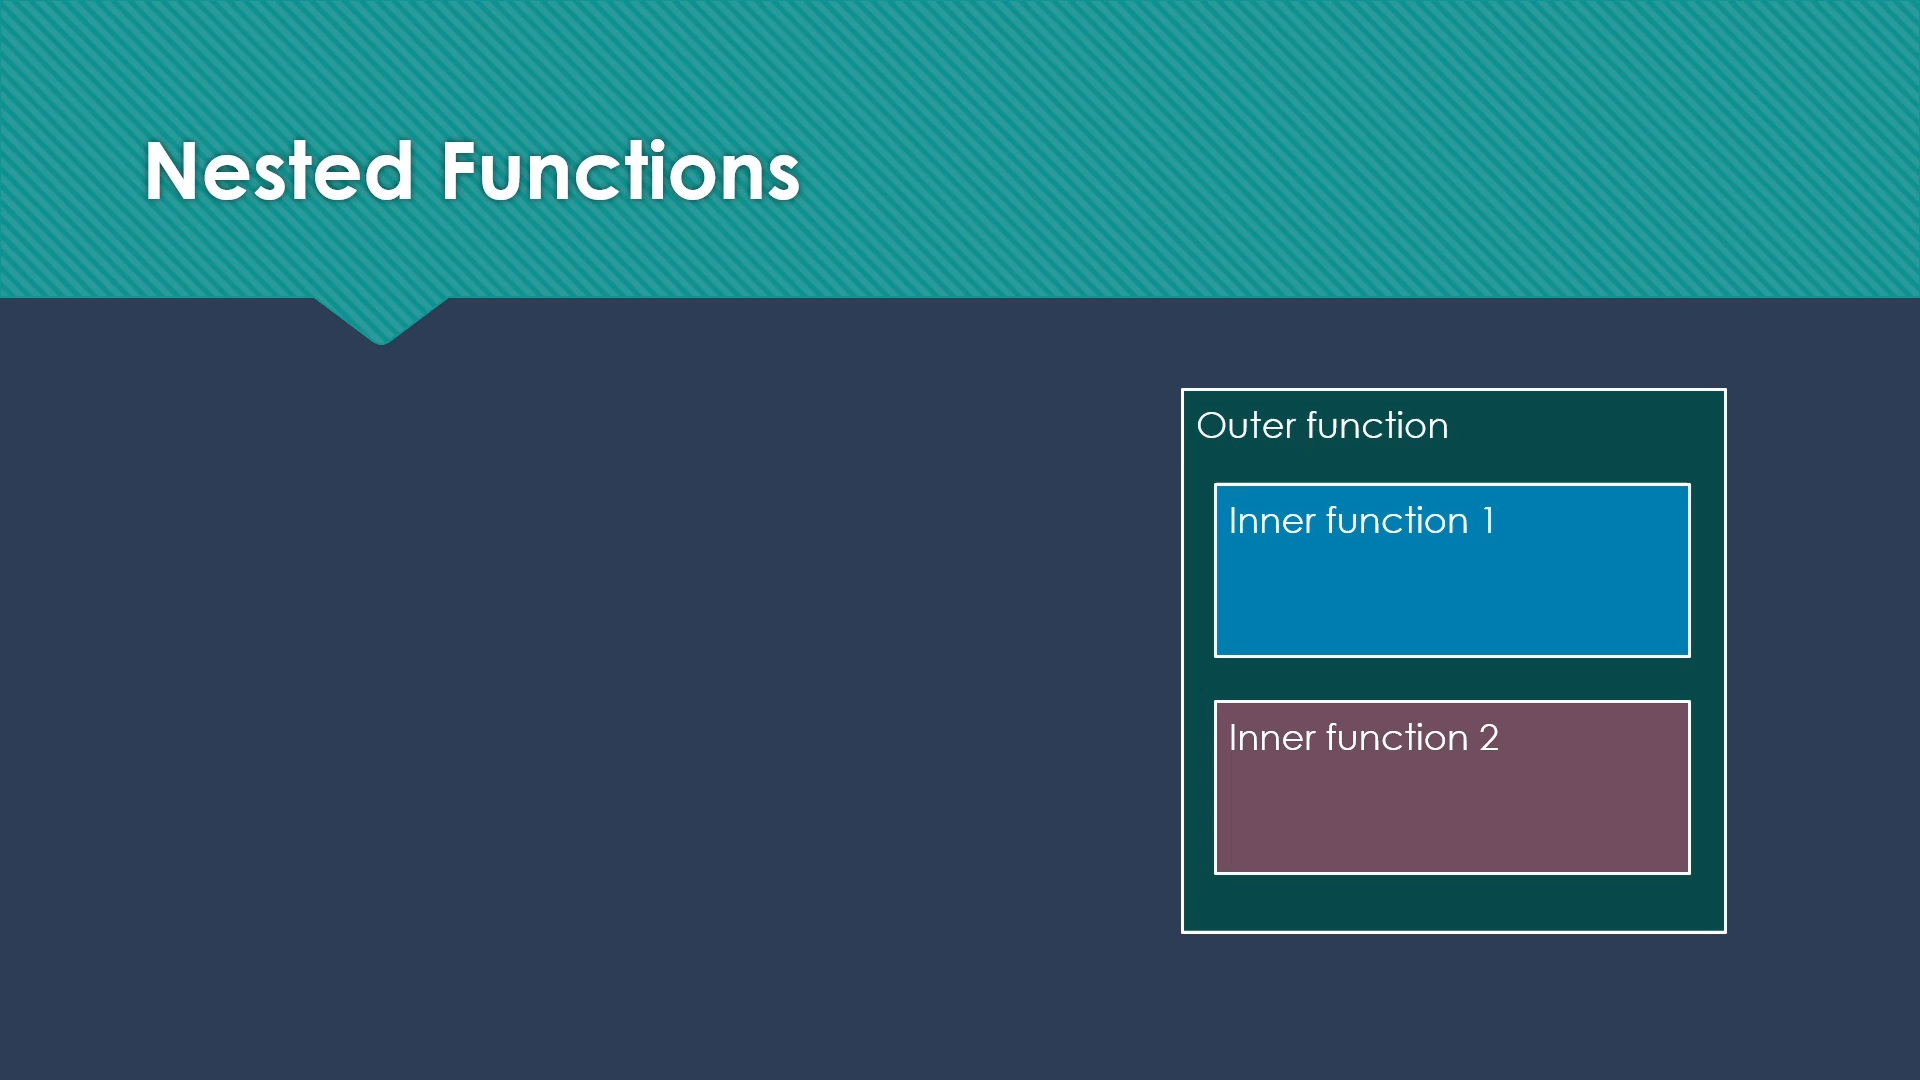 Nested Functions
Outer function
Inner function 1
Inner function 2